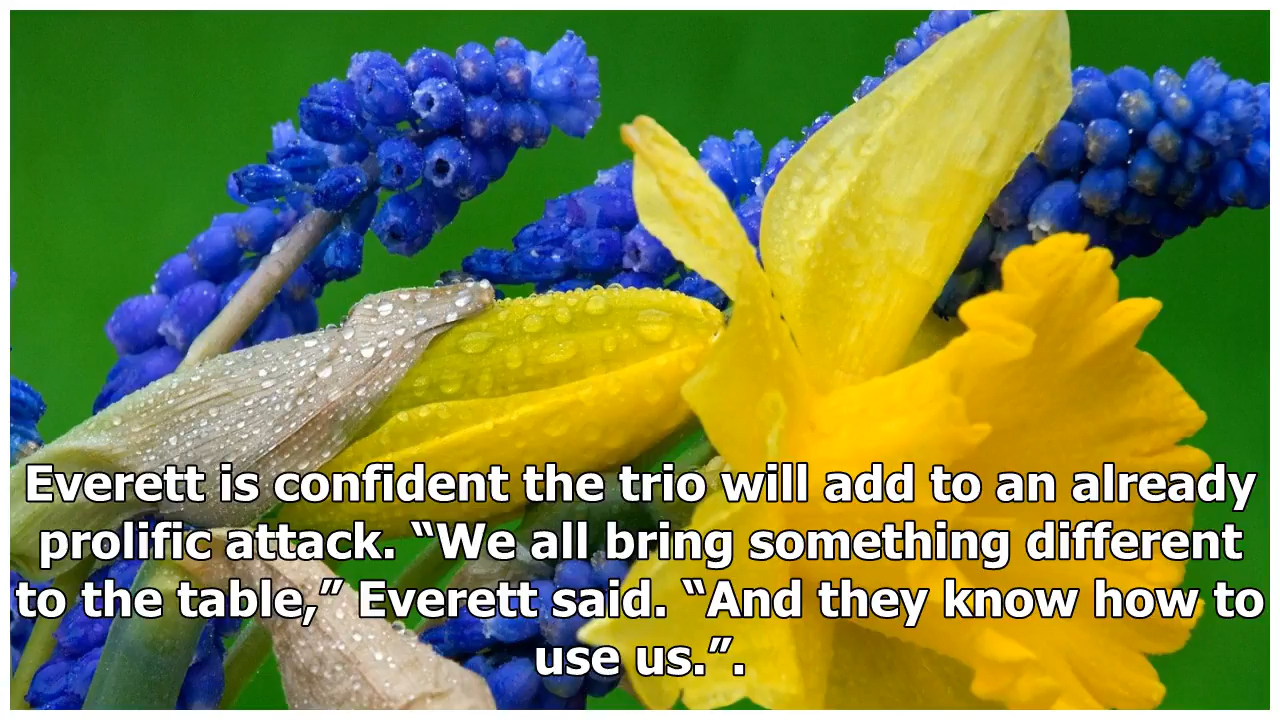 Everett is confident the trio will add to an already
prolific attack. “We all bring something different
to the table,” Everett said. “And they know how to
use us.”.